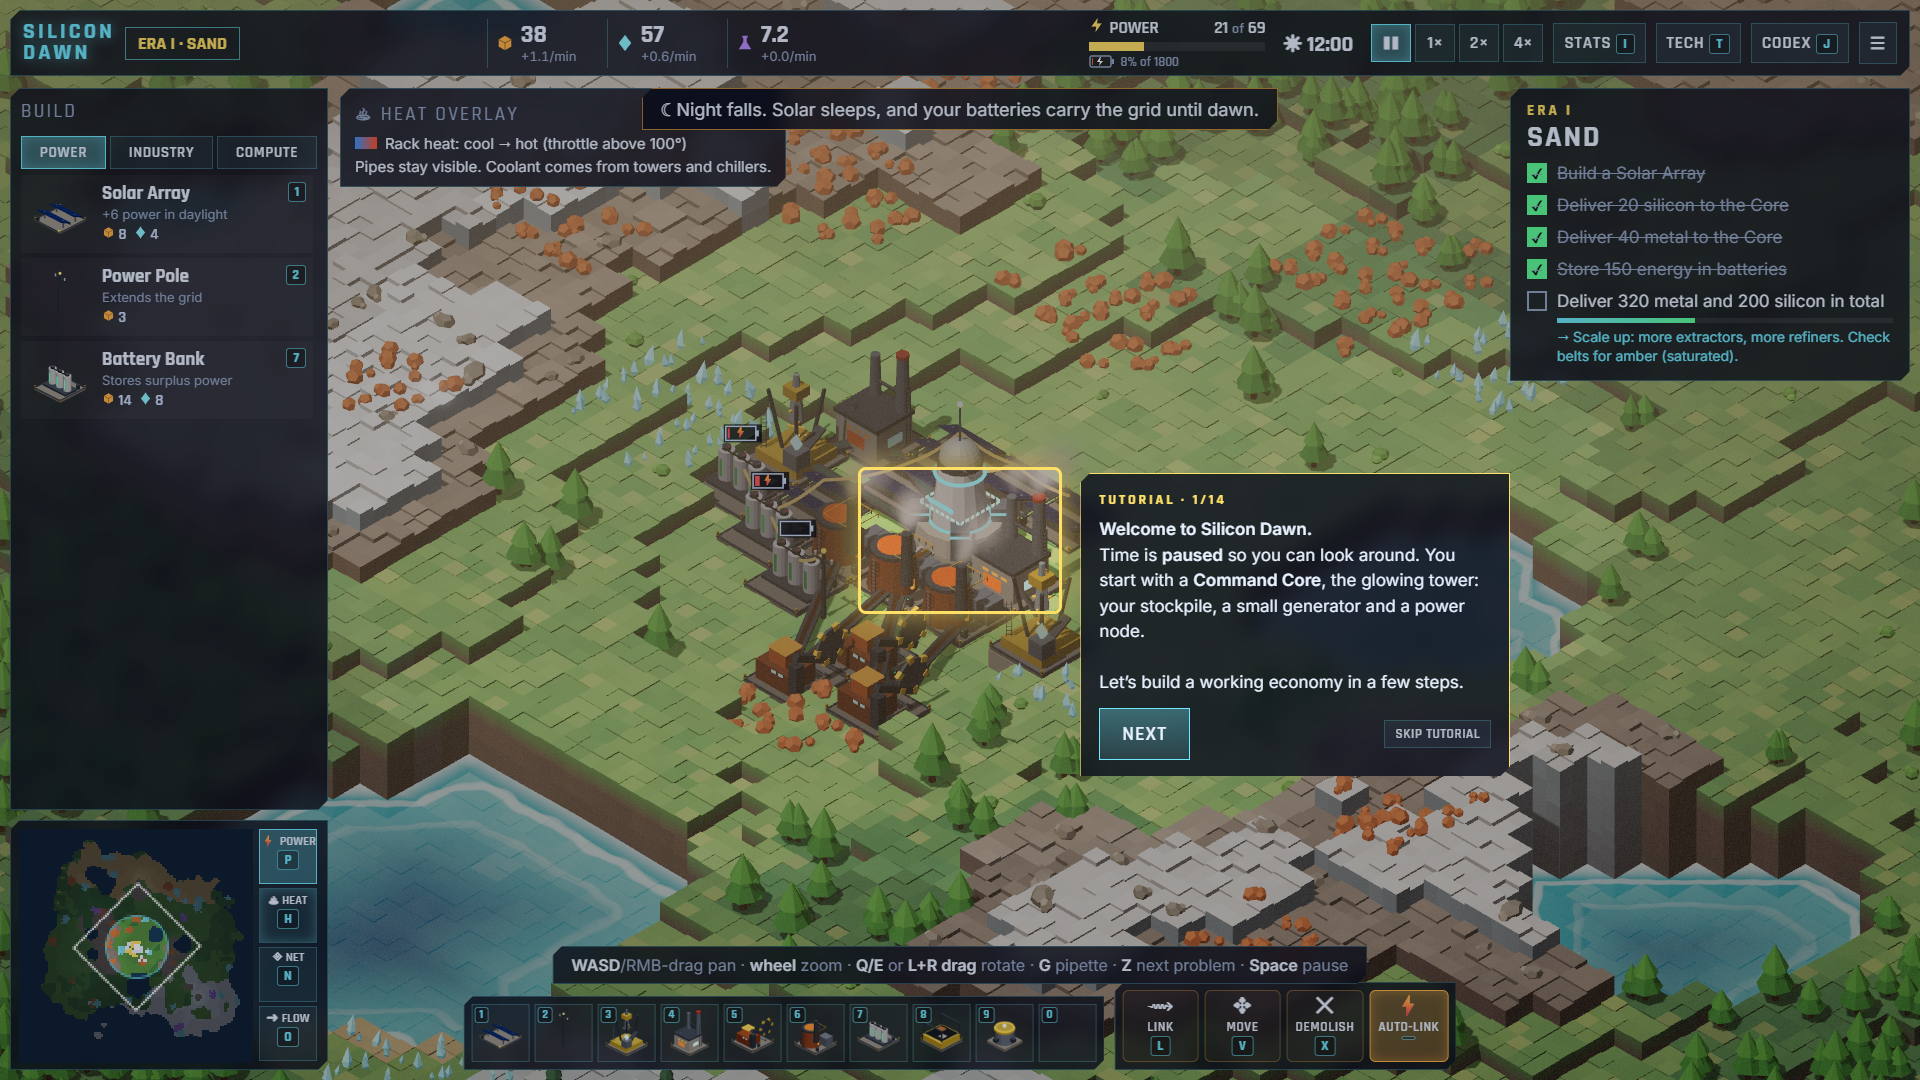 SILICON
DAWN
ERA I · SAND
38
+1.1/min
57
+0.6/min
7.2
+0.0/min
POWER
21 of 69
8% of 1800
12:00
1×
2×
4×
STATS I
TECH T
CODEX J
BUILD
POWER
INDUSTRY
COMPUTE
Solar Array
1
+6 power in daylight
8 4
Power Pole
2
Extends the grid
3
Battery Bank
7
Stores surplus power
14 8
HEAT OVERLAY
Rack heat: cool → hot (throttle above 100°)
Pipes stay visible. Coolant comes from towers and chillers.
☾ Night falls. Solar sleeps, and your batteries carry the grid until dawn.
ERA I
SAND
Build a Solar Array
Deliver 20 silicon to the Core
Deliver 40 metal to the Core
Store 150 energy in batteries
Deliver 320 metal and 200 silicon in total
→ Scale up: more extractors, more refiners. Check
belts for amber (saturated).
TUTORIAL · 1/14
Welcome to Silicon Dawn.
Time is paused so you can look around. You
start with a Command Core, the glowing tower:
your stockpile, a small generator and a power
node.
Let's build a working economy in a few steps.
NEXT
SKIP TUTORIAL
POWER
P
HEAT
H
NET
N
FLOW
O
WASD/RMB-drag pan · wheel zoom · Q/E or L+R drag rotate · G pipette · Z next problem · Space pause
1
2
3
4
5
6
7
8
9
0
LINK
L
MOVE
V
DEMOLISH
X
AUTO-LINK